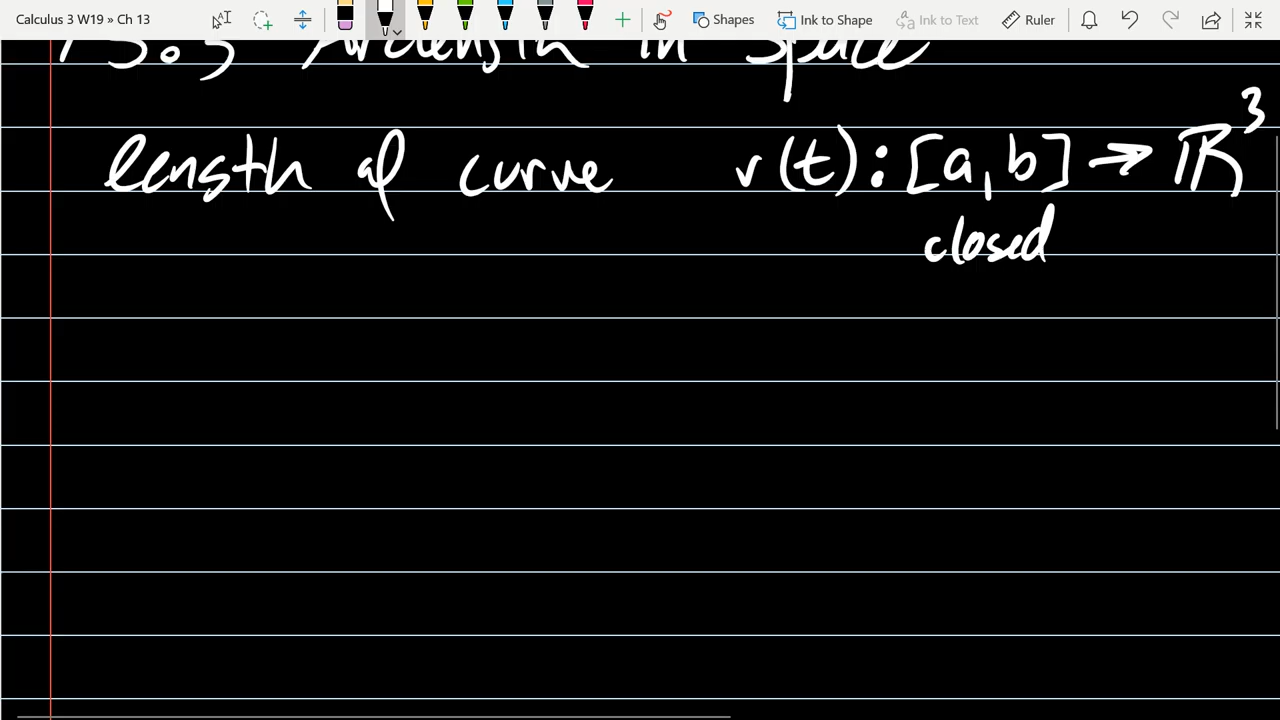 Calculus 3 W19 » Ch 13
Shapes
Ink to Shape
Ink to Text
Ruler
13.3 Arclength in space
length of curve r(t): [a,b] → ℝ³
closed